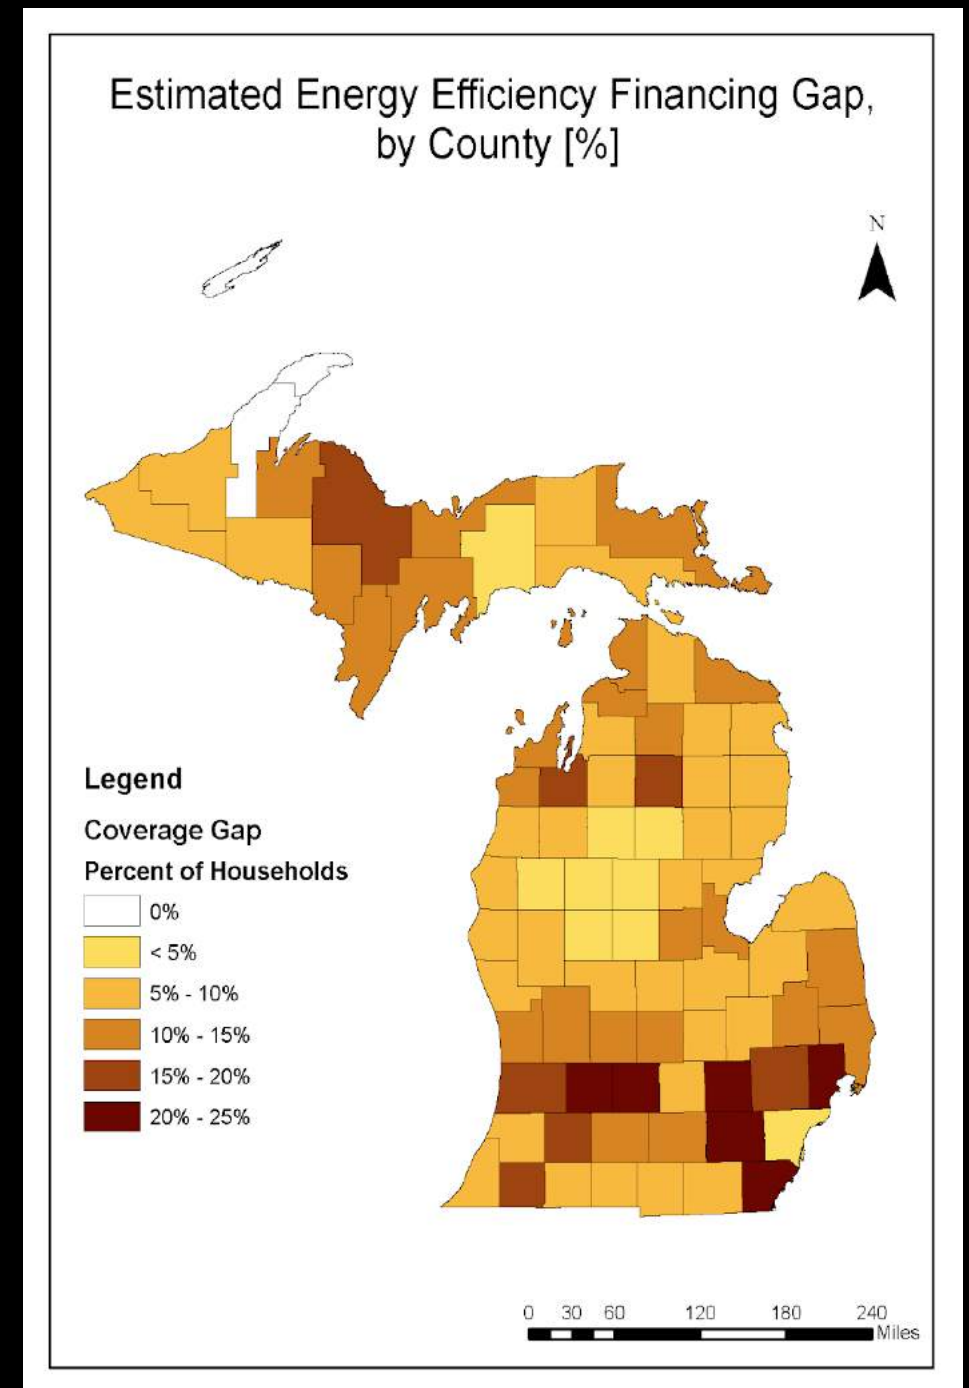 Estimated Energy Efficiency Financing Gap,
by County [%]
N
Legend
Coverage Gap
Percent of Households
0%
< 5%
5% - 10%
10% - 15%
15% - 20%
20% - 25%
0 30 60 120 180 240
Miles